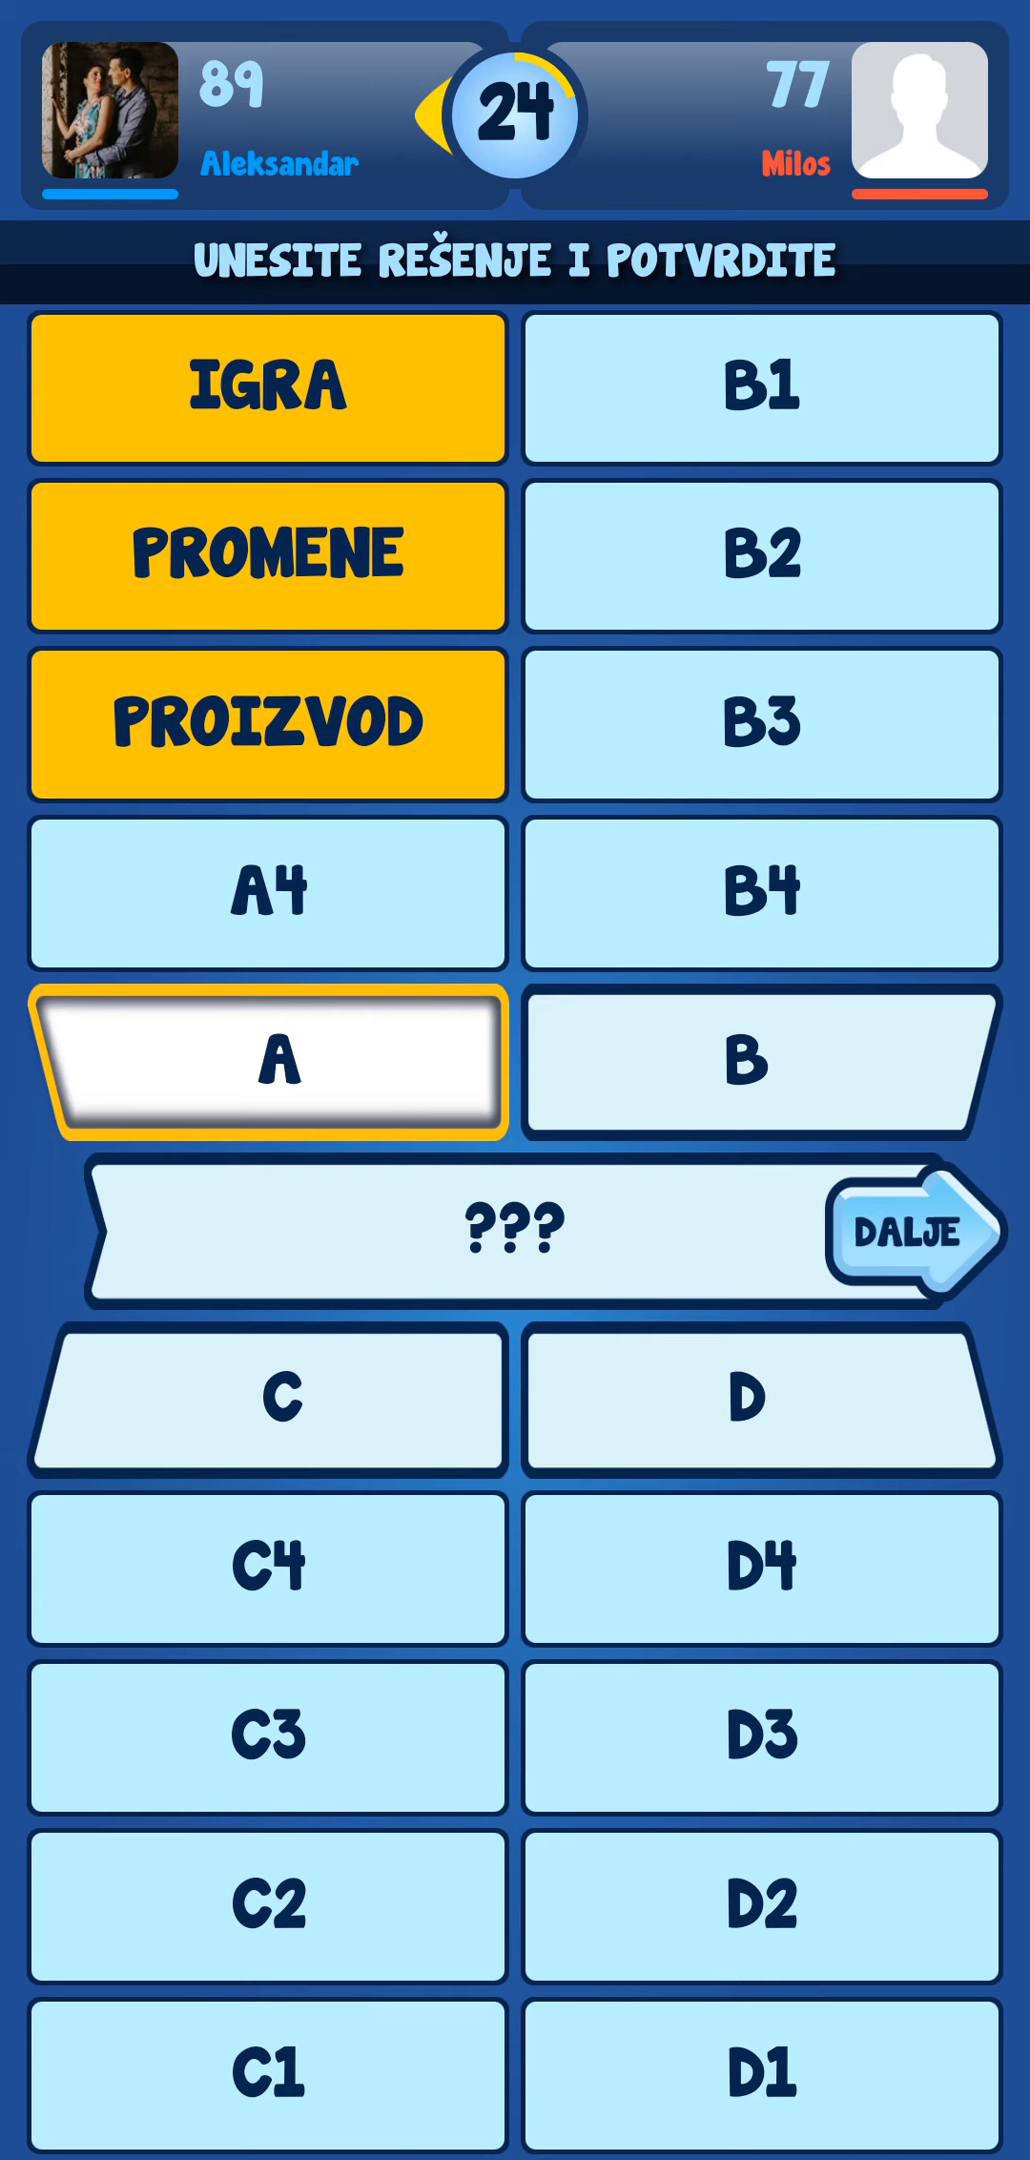 89
24
77
Aleksandar
Milos
UNESITE REŠENJE I POTVRDITE
IGRA
B1
PROMENE
B2
PROIZVOD
B3
A4
B4
A
B
???
DALJE
C
D
C4
D4
C3
D3
C2
D2
C1
D1